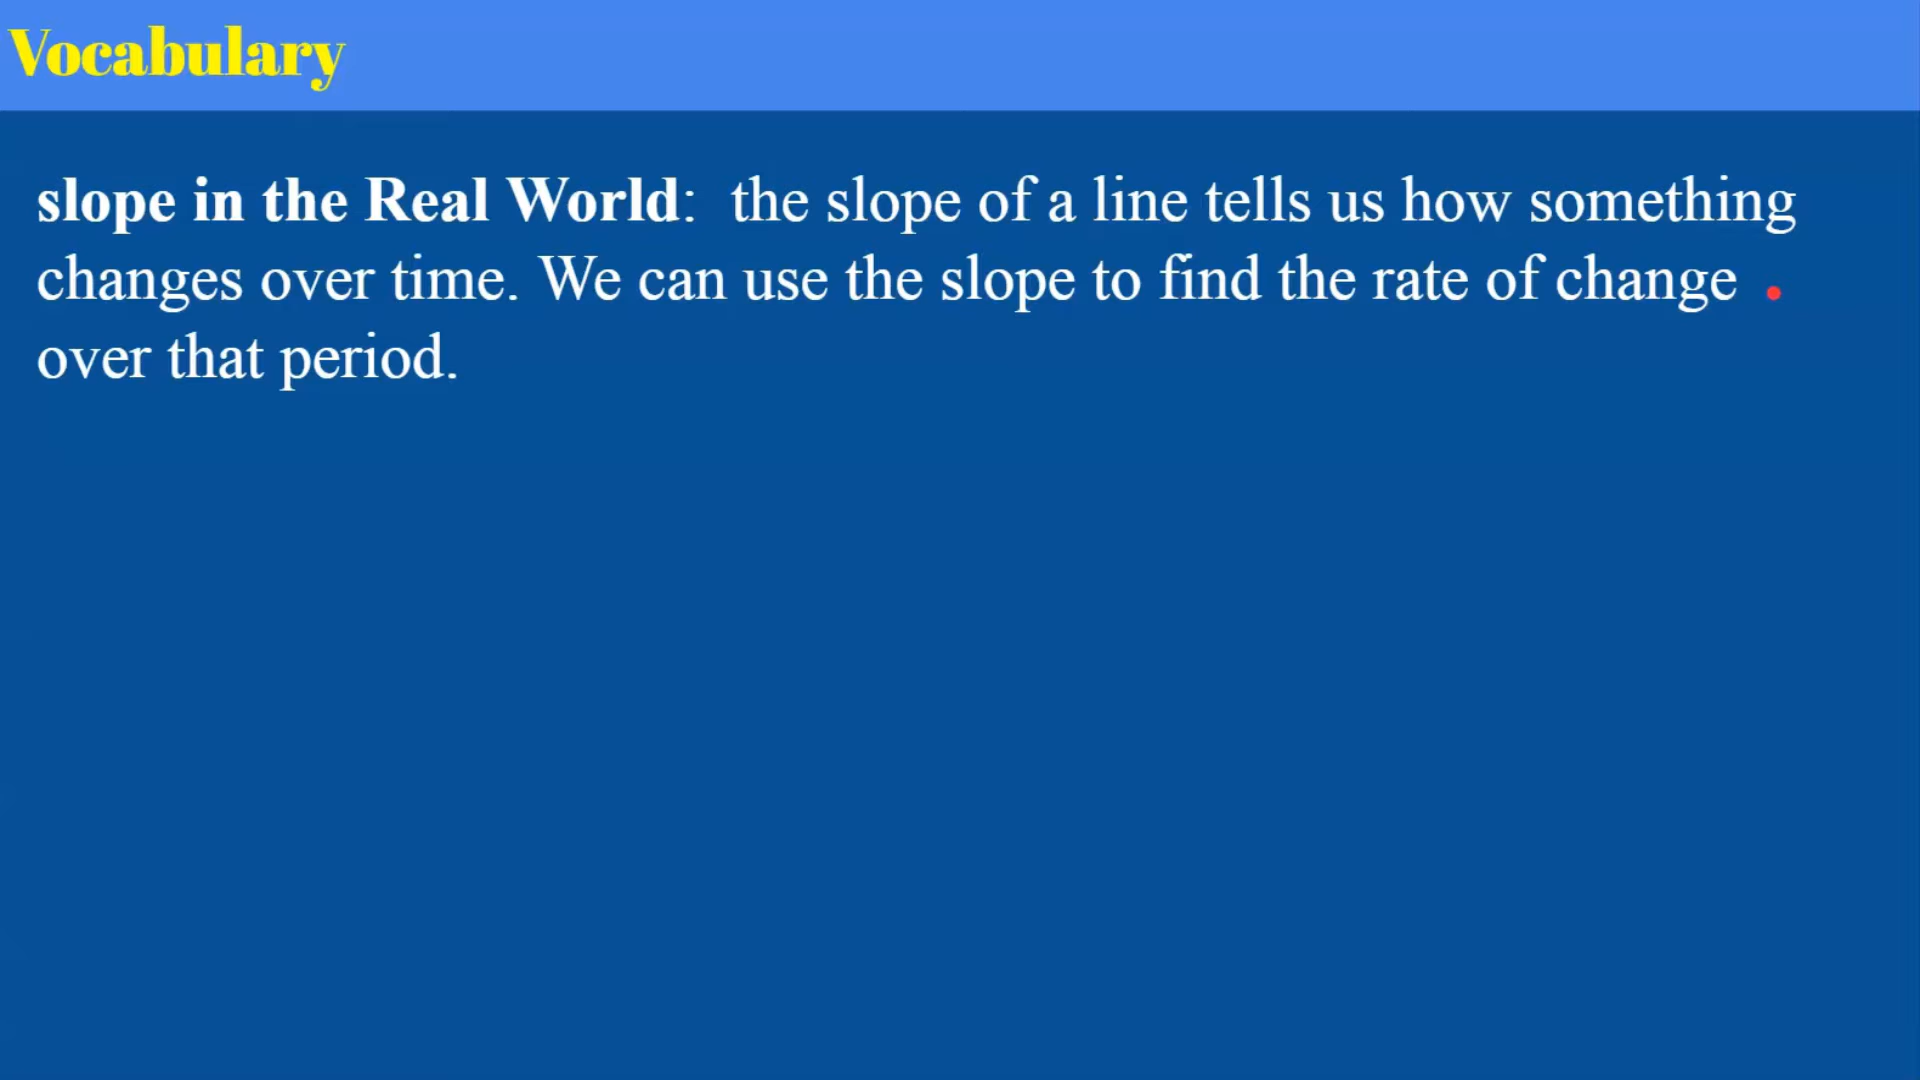 Vocabulary
slope in the Real World: the slope of a line tells us how something
changes over time. We can use the slope to find the rate of change
over that period.